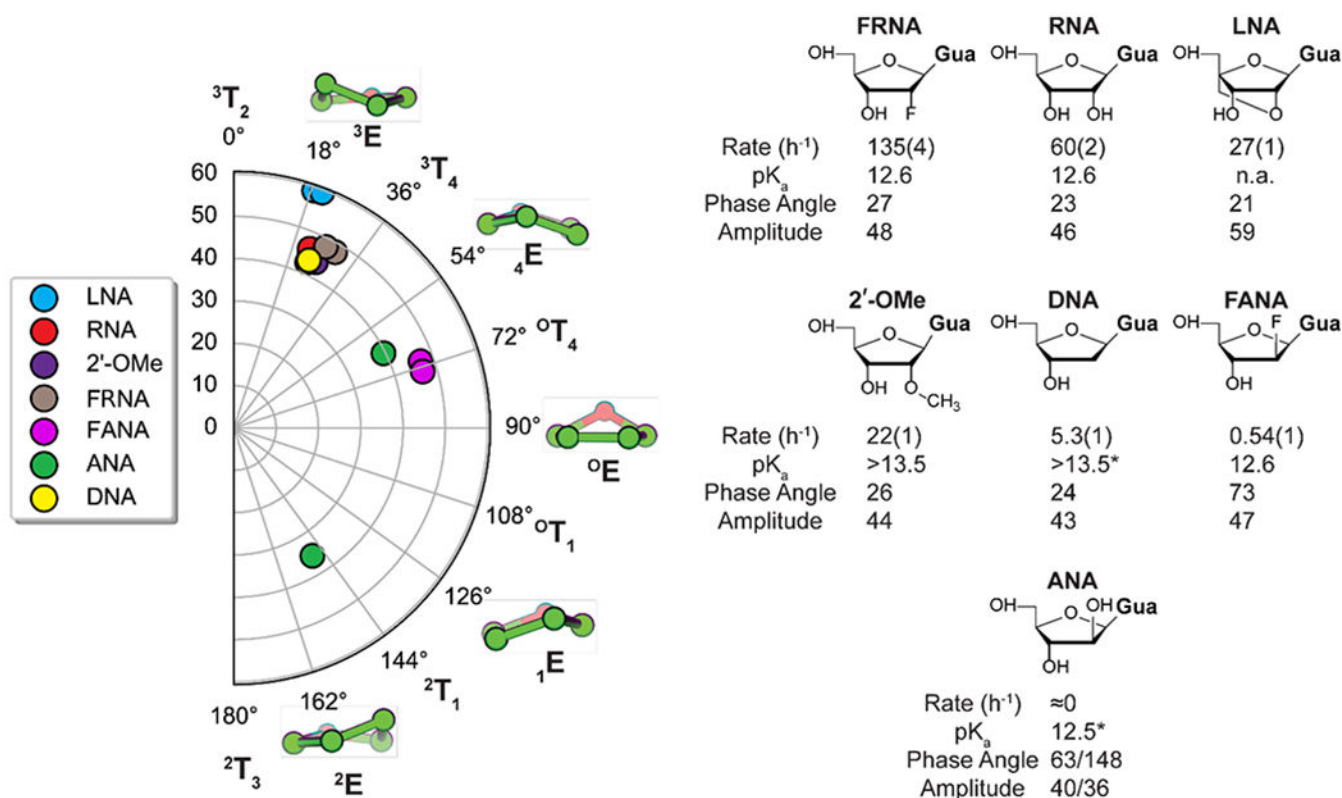 ³T₂
0°
³E
18°
³T₄
36°
₄E
54°
ᴼT₄
72°
90°
ᴼE
108°
ᴼT₁
126°
₁E
144°
²T₁
162°
²E
180°
²T₃
60
50
40
30
20
10
0
LNA
RNA
2'-OMe
FRNA
FANA
ANA
DNA
FRNA RNA LNA
OH O Gua OH O Gua OH O Gua
OH F OH OH HO O
Rate (h⁻¹) 135(4) 60(2) 27(1)
pKₐ 12.6 12.6 n.a.
Phase Angle 27 23 21
Amplitude 48 46 59
2′-OMe DNA FANA
OH O Gua OH O Gua OH O F Gua
OH O CH₃ OH OH
Rate (h⁻¹) 22(1) 5.3(1) 0.54(1)
pKₐ >13.5 >13.5* 12.6
Phase Angle 26 24 73
Amplitude 44 43 47
ANA
OH O OH Gua
OH
Rate (h⁻¹) ≈0
pKₐ 12.5*
Phase Angle 63/148
Amplitude 40/36